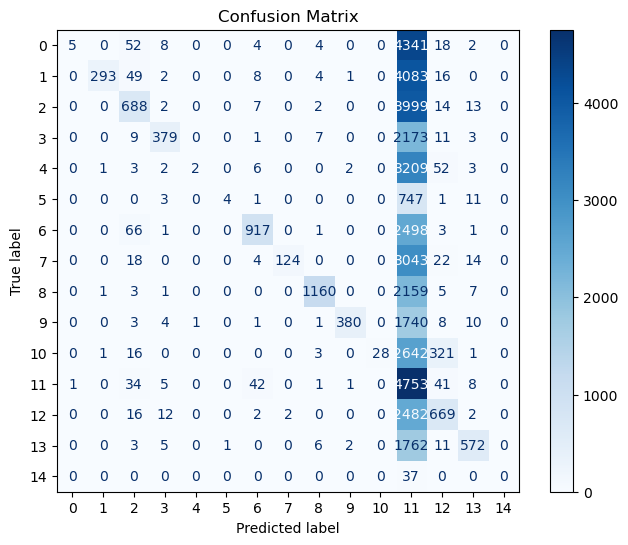 Confusion Matrix
0 5 0 52 8 0 0 4 0 4 0 0 4341 18 2 0
1 0 293 49 2 0 0 8 0 4 1 0 4083 16 0 0
2 0 0 688 2 0 0 7 0 2 0 0 3999 14 13 0
3 0 0 9 379 0 0 1 0 7 0 0 2173 11 3 0
4 0 1 3 2 2 0 6 0 0 2 0 3209 52 3 0
5 0 0 0 3 0 4 1 0 0 0 0 747 1 11 0
6 0 0 66 1 0 0 917 0 1 0 0 2498 3 1 0
7 0 0 18 0 0 0 4 124 0 0 0 3043 22 14 0
8 0 1 3 1 0 0 0 0 1160 0 0 2159 5 7 0
9 0 0 3 4 1 0 1 0 1 380 0 1740 8 10 0
10 0 1 16 0 0 0 0 0 3 0 28 2642 321 1 0
11 1 0 34 5 0 0 42 0 1 1 0 4753 41 8 0
12 0 0 16 12 0 0 2 2 0 0 0 2482 669 2 0
13 0 0 3 5 0 1 0 0 6 2 0 1762 11 572 0
14 0 0 0 0 0 0 0 0 0 0 0 37 0 0 0
0 1 2 3 4 5 6 7 8 9 10 11 12 13 14
Predicted label
True label
4000
3000
2000
1000
0